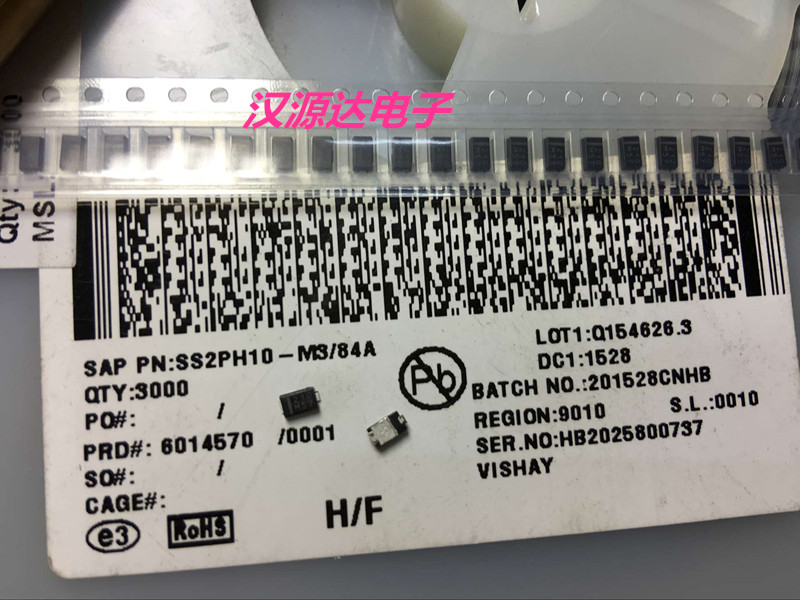 汉源达电子
Qty
MSL
SAP PN:SS2PH10-M3/84A
QTY:3000
PO#: /
PRD#: 6014570 /0001
SO#: /
CAGE#:
e3
RoHS
H/F
Pb
LOT1:Q154626.3
DC1:1528
BATCH NO.:201528CNHB
REGION:9010 S.L.:0010
SER.NO:HB2025800737
VISHAY